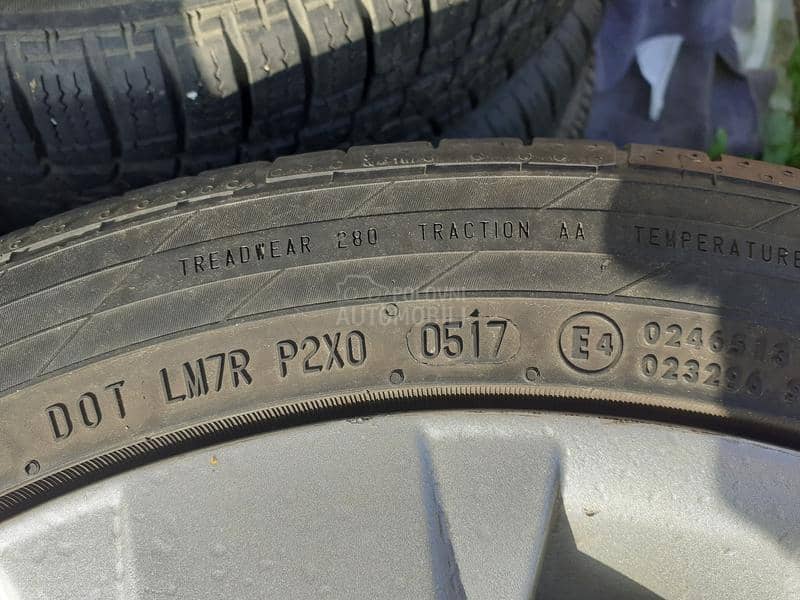 TREADWEAR 280 TRACTION AA TEMPERATURE
POLOVNI
AUTOMOBILI
DOT LM7R P2X0 0517 E4